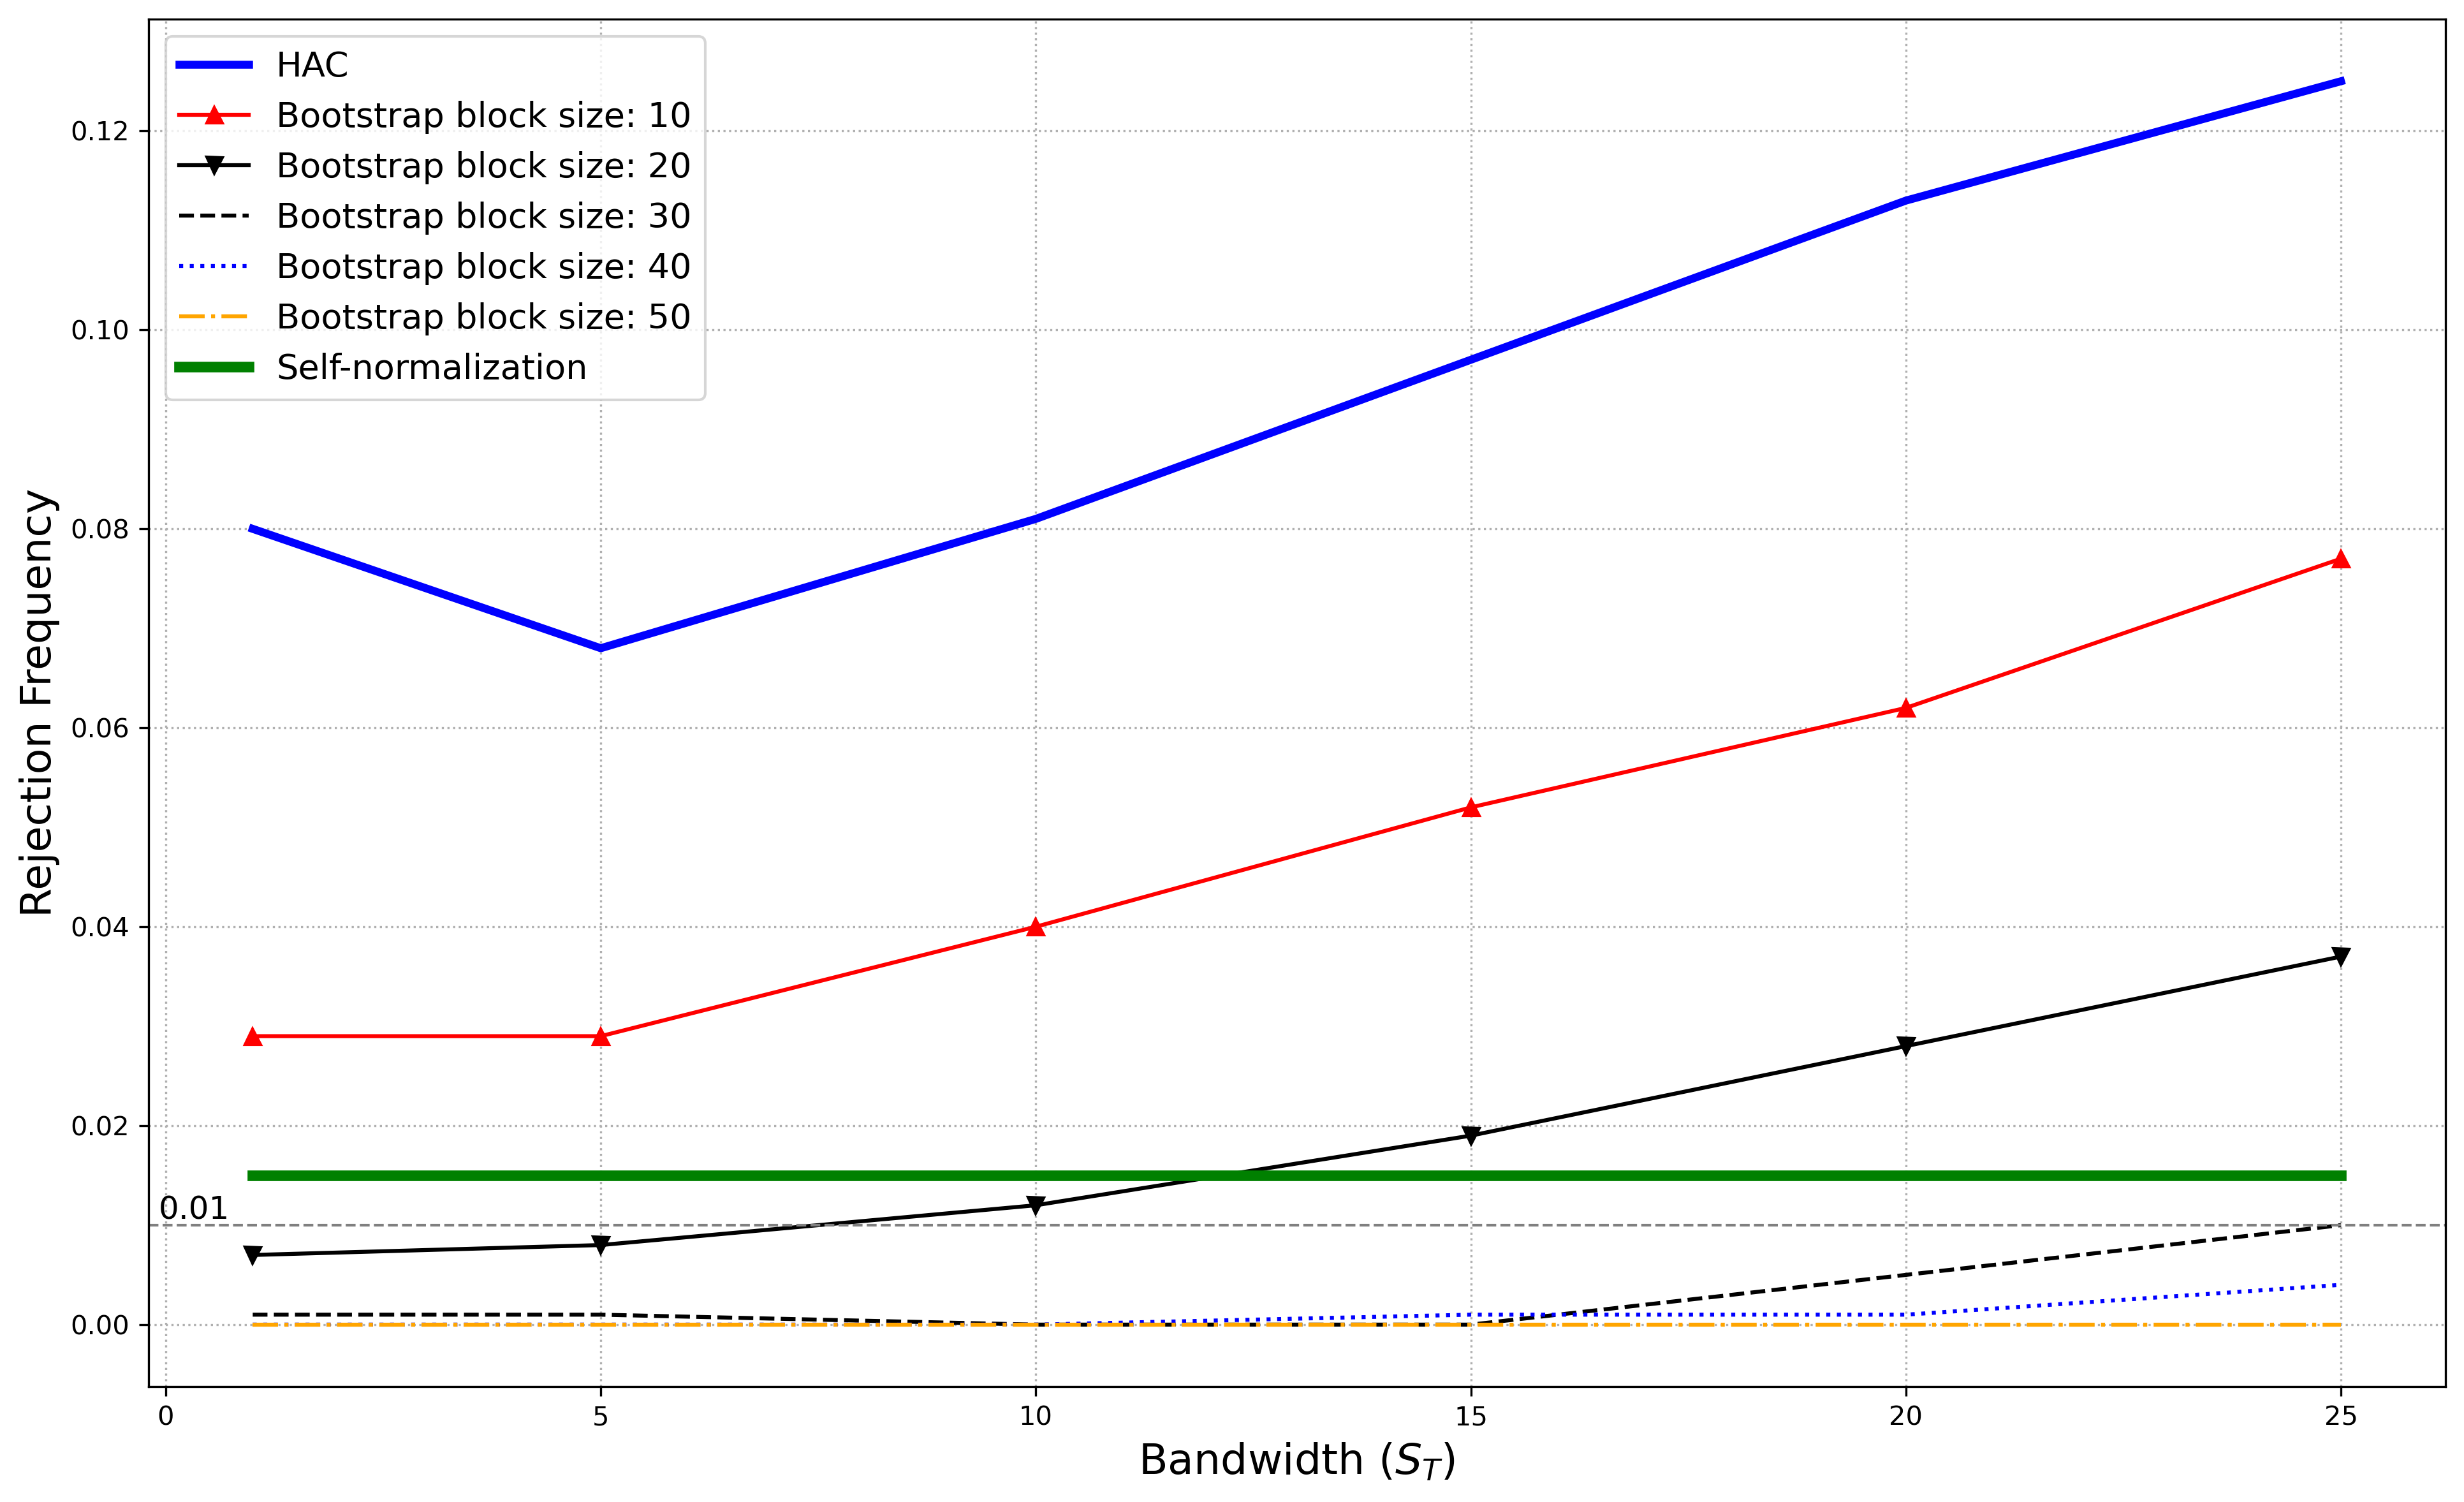 HAC
Bootstrap block size: 10
Bootstrap block size: 20
Bootstrap block size: 30
Bootstrap block size: 40
Bootstrap block size: 50
Self-normalization
Rejection Frequency
0.12
0.10
0.08
0.06
0.04
0.02
0.01
0.00
0 5 10 15 20 25
Bandwidth (S_T)